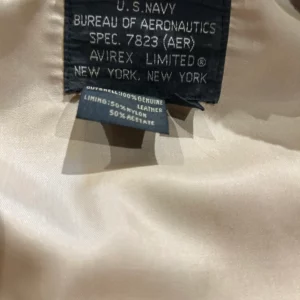 U.S. NAVY
BUREAU OF AERONAUTICS
SPEC. 7823 (AER)
AVIREX LIMITED®
NEW YORK. NEW YORK
OUTSHELL:100% GENUINE
LEATHER
LINING:50% NYLON
50% ACETATE